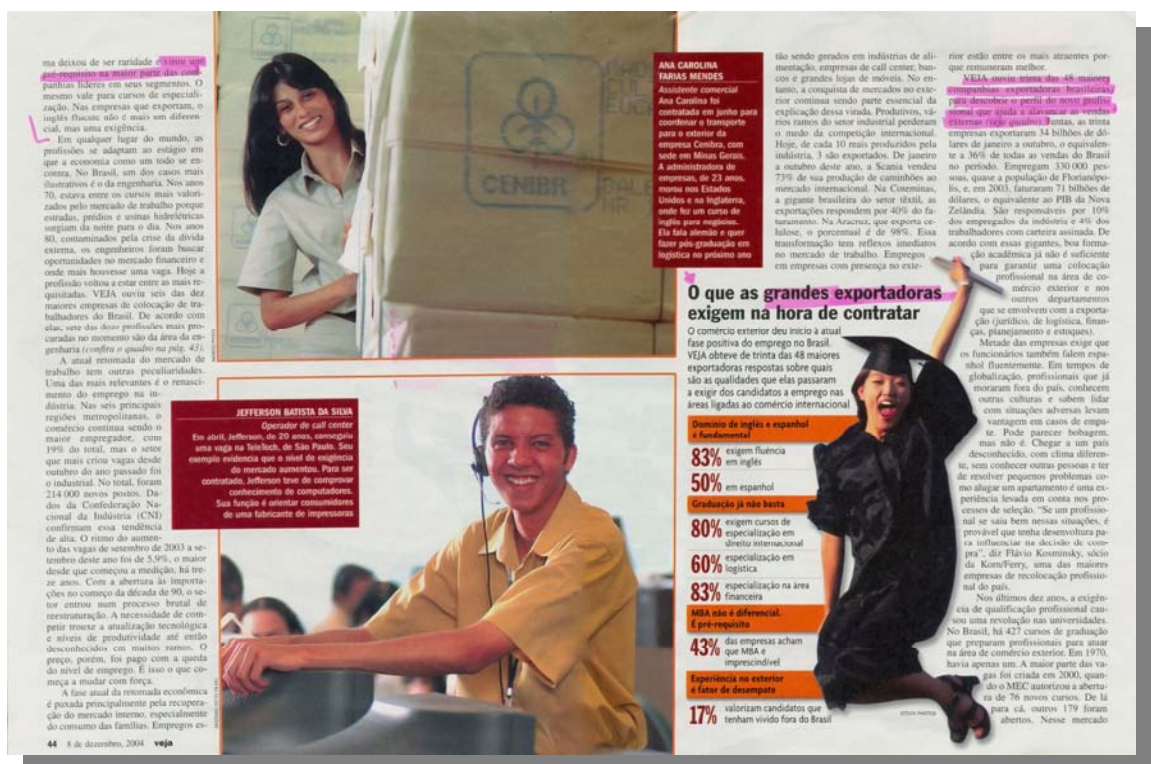 ma deixou de ser raridade e virou um
pré-requisito na maior parte das com-
panhias líderes em seus segmentos. O
mesmo vale para cursos de especiali-
zação. Nas empresas que exportam, o
inglês fluente não é mais um diferen-
cial, mas uma exigência.
Em qualquer lugar do mundo, as
profissões se adaptam ao estágio em
que a economia como um todo se en-
contra. No Brasil, um dos casos mais
ilustrativos é o da engenharia. Nos anos
70, estava entre os cursos mais valori-
zados pelo mercado de trabalho porque
estradas, prédios e usinas hidrelétricas
surgiam da noite para o dia. Nos anos
80, contaminados pela crise da dívida
externa, os engenheiros foram buscar
oportunidades no mercado financeiro e
onde mais houvesse uma vaga. Hoje a
profissão voltou a estar entre as mais re-
quisitadas. VEJA ouviu seis das dez
maiores empresas de colocação de tra-
balhadores do Brasil. De acordo com
elas, sete das doze profissões mais pro-
curadas no momento são da área da en-
genharia (confira o quadro na pág. 43).
A atual retomada do mercado de
trabalho tem outras peculiaridades.
Uma das mais relevantes é o renasci-
mento do emprego na in-
dústria. Nas seis principais
regiões metropolitanas, o
comércio continua sendo o
maior empregador, com
19% do total, mas o setor
que mais criou vagas desde
outubro do ano passado foi
o industrial. No total, foram
214 000 novos postos. Da-
dos da Confederação Na-
cional da Indústria (CNI)
confirmam essa tendência
de alta. O ritmo do aumen-
to das vagas de setembro de 2003 a se-
tembro deste ano foi de 5,9%, o maior
desde que começou a medição, há tre-
ze anos. Com a abertura às importa-
ções no começo da década de 90, o se-
tor entrou num processo brutal de
reestruturação. A necessidade de com-
petir trouxe a atualização tecnológica
e níveis de produtividade até então
desconhecidos em muitos ramos. O
preço, porém, foi pago com a queda
do nível de emprego. É isso o que co-
meça a mudar com força.
A fase atual da retomada econômica
é puxada principalmente pela recupera-
ção do mercado interno, especialmente
do consumo das famílias. Empregos es-
44 8 de dezembro, 2004 veja
CENIBR
ANA CAROLINA
FARIAS MENDES
Assistente comercial
Ana Carolina foi
contratada em junho para
coordenar o transporte
para o exterior da
empresa Cenibra, com
sede em Minas Gerais.
A administradora de
empresas, de 23 anos,
morou nos Estados
Unidos e na Inglaterra,
onde fez um curso de
inglês para negócios.
Ela fala alemão e quer
fazer pós-graduação em
logística no próximo ano
JEFFERSON BATISTA DA SILVA
Operador de call center
Em abril, Jefferson, de 20 anos, conseguiu
uma vaga na TeleTech, de São Paulo. Seu
exemplo evidencia que o nível de exigência
do mercado aumentou. Para ser
contratado, Jefferson teve de comprovar
conhecimento de computadores.
Sua função é orientar consumidores
de uma fabricante de impressoras
tão sendo gerados em indústrias de ali-
mentação, empresas de call center, ban-
cos e grandes lojas de móveis. No en-
tanto, a conquista de mercados no exte-
rior continua sendo parte essencial da
explicação dessa virada. Produtivos, vá-
rios ramos do setor industrial perderam
o medo da competição internacional.
Hoje, de cada 10 reais produzidos pela
indústria, 3 são exportados. De janeiro
a outubro deste ano, a Scania vendeu
73% de sua produção de caminhões ao
mercado internacional. Na Coteminas,
a gigante brasileira do setor têxtil, as
exportações respondem por 40% do fa-
turamento. Na Aracruz, que exporta ce-
lulose, o porcentual é de 98%. Essa
transformação tem reflexos imediatos
no mercado de trabalho. Empregos
em empresas com presença no exte-
O que as grandes exportadoras
exigem na hora de contratar
O comércio exterior deu início à atual
fase positiva do emprego no Brasil.
VEJA obteve de trinta das 48 maiores
exportadoras respostas sobre quais
são as qualidades que elas passaram
a exigir dos candidatos a emprego nas
áreas ligadas ao comércio internacional
Domínio de inglês e espanhol
é fundamental
83% exigem fluência
em inglês
50% em espanhol
Graduação já não basta
80% exigem cursos de
especialização em
direito internacional
60% especialização em
logística
83% especialização na área
financeira
MBA não é diferencial.
É pré-requisito
43% das empresas acham
que MBA é
imprescindível
Experiência no exterior
é fator de desempate
17% valorizam candidatos que
tenham vivido fora do Brasil
rior estão entre os mais atraentes por-
que remuneram melhor.
VEJA ouviu trinta das 48 maiores
companhias exportadoras brasileiras,
para descobrir o perfil do novo profis-
sional que ajuda a alavancar as vendas
externas (veja quadro). Juntas, as trinta
empresas exportaram 34 bilhões de dó-
lares de janeiro a outubro, o equivalen-
te a 36% de todas as vendas do Brasil
no período. Empregam 330 000 pes-
soas, quase a população de Florianópo-
lis, e, em 2003, faturaram 71 bilhões de
dólares, o equivalente ao PIB da Nova
Zelândia. São responsáveis por 10%
dos empregados da indústria e 4% dos
trabalhadores com carteira assinada. De
acordo com essas gigantes, boa forma-
ção acadêmica já não é suficiente
para garantir uma colocação
profissional na área de co-
mércio exterior e nos
outros departamentos
que se envolvem com a exporta-
ção (jurídico, de logística, finan-
ças, planejamento e estoques).
Metade das empresas exige que
os funcionários também falem espa-
nhol fluentemente. Em tempos de
globalização, profissionais que já
moraram fora do país, conhecem
outras culturas e sabem lidar
com situações adversas levam
vantagem em casos de empa-
te. Pode parecer bobagem,
mas não é. Chegar a um país
desconhecido, com clima diferen-
te, sem conhecer outras pessoas e ter
de resolver pequenos problemas co-
mo alugar um apartamento é uma ex-
periência levada em conta nos pro-
cessos de seleção. "Se um profissio-
nal se saiu bem nessas situações, é
provável que tenha desenvoltura pa-
ra influenciar na decisão de com-
pra", diz Flávio Kosminsky, sócio
da Korn/Ferry, uma das maiores
empresas de recolocação profissio-
nal do país.
Nos últimos dez anos, a exigên-
cia de qualificação profissional cau-
sou uma revolução nas universidades.
No Brasil, há 427 cursos de graduação
que preparam profissionais para atuar
na área de comércio exterior. Em 1970,
havia apenas um. A maior parte das va-
gas foi criada em 2000, quan-
do o MEC autorizou a abertu-
ra de 76 novos cursos. De lá
para cá, outros 179 foram
abertos. Nesse mercado